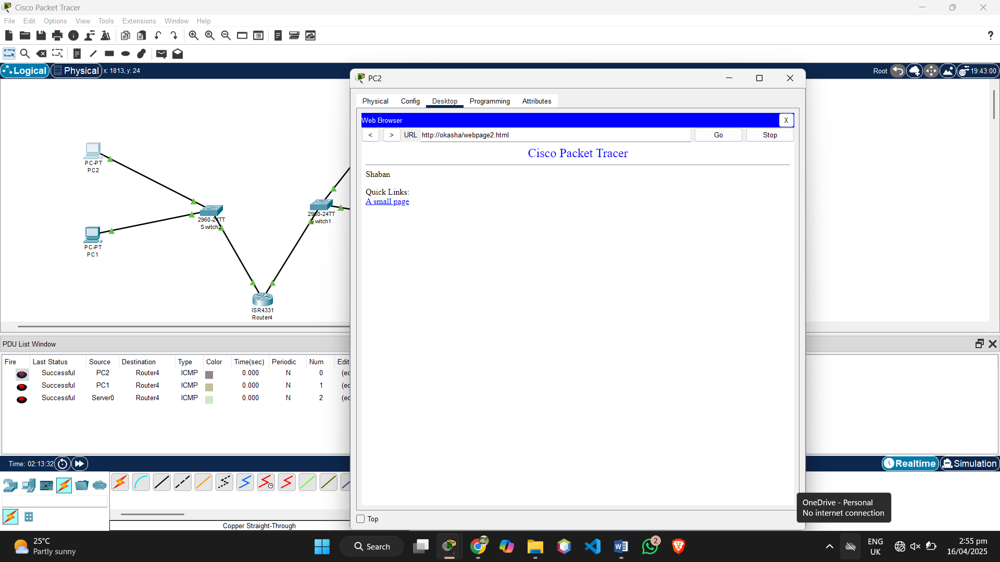 Cisco Packet Tracer
File Edit Options View Tools Extensions Window Help
?
Logical Physical x: 1813, y: 24 Root 19:43:00
PC-PT
PC2
PC-PT
PC1
2960-24TT
Switch2
2960-24TT
Switch1
ISR4331
Router4
PC2
Physical Config Desktop Programming Attributes
Web Browser X
< > URL http://okasha/webpage2.html Go Stop
Cisco Packet Tracer
Shaban
Quick Links:
A small page
Top
PDU List Window
Fire Last Status Source Destination Type Color Time(sec) Periodic Num Edit
Successful PC2 Router4 ICMP 0.000 N 0 (ed
Successful PC1 Router4 ICMP 0.000 N 1 (ed
Successful Server0 Router4 ICMP 0.000 N 2 (ed
Time: 02:13:32 Realtime Simulation
Copper Straight-Through
OneDrive - Personal
No internet connection
25°C
Partly sunny
Search
2
ENG
UK
2:55 pm
16/04/2025